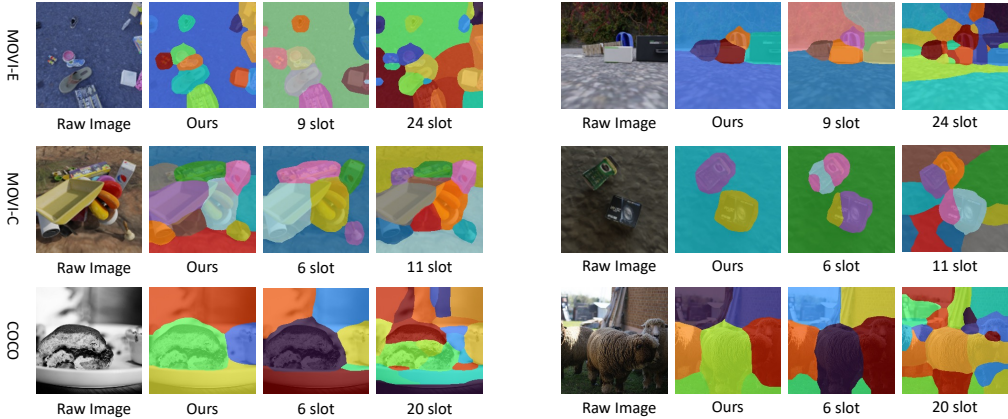 MOVI-E
Raw Image Ours 9 slot 24 slot Raw Image Ours 9 slot 24 slot
MOVI-C
Raw Image Ours 6 slot 11 slot Raw Image Ours 6 slot 11 slot
COCO
Raw Image Ours 6 slot 20 slot Raw Image Ours 6 slot 20 slot